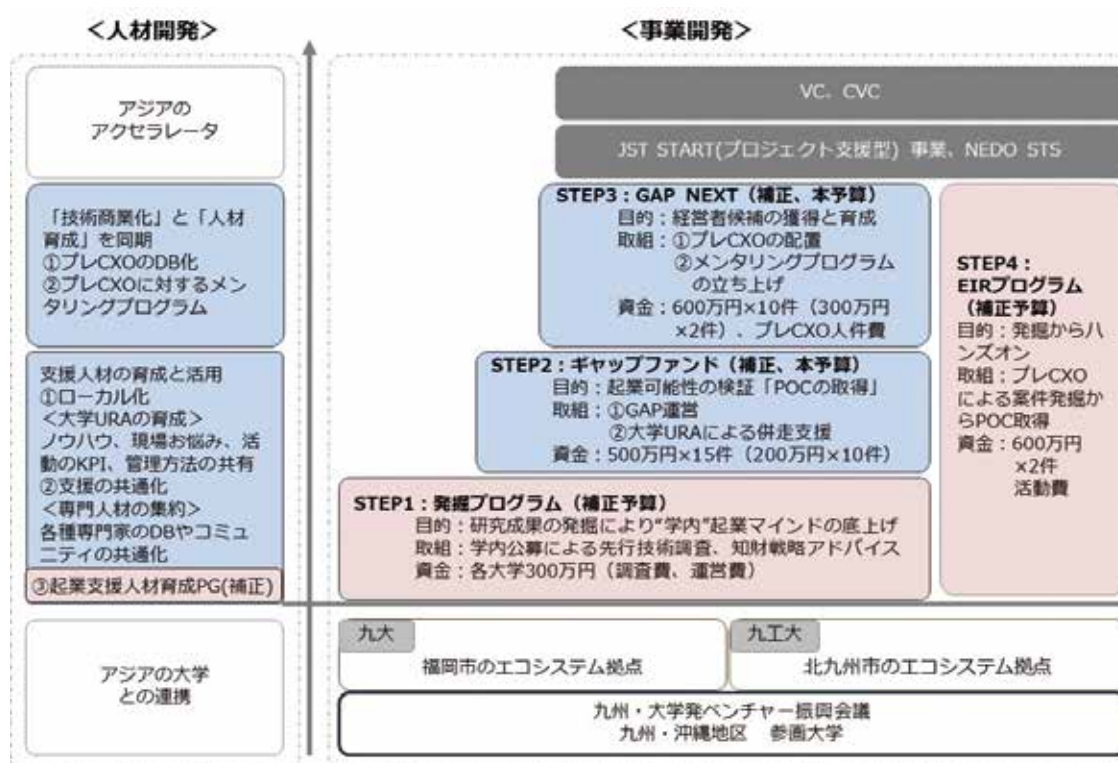 ＜人材開発＞
アジアの
アクセラレータ
「技術商業化」と「人材
育成」を同期
①プレCXOのDB化
②プレCXOに対するメン
タリングプログラム
支援人材の育成と活用
①ローカル化
＜大学URAの育成＞
ノウハウ、現場お悩み、活
動のKPI、管理方法の共有
②支援の共通化
＜専門人材の集約＞
各種専門家のDBやコミュ
ニティの共通化
③起業支援人材育成PG(補正)
アジアの大学
との連携
＜事業開発＞
VC、CVC
JST START(プロジェクト支援型) 事業、NEDO STS
STEP3：GAP NEXT（補正、本予算）
目的：経営者候補の獲得と育成
取組：①プレCXOの配置
②メンタリングプログラム
の立ち上げ
資金：600万円×10件（300万円
×2件）、プレCXO人件費
STEP2：ギャップファンド（補正、本予算）
目的：起業可能性の検証「POCの取得」
取組：①GAP運営
②大学URAによる併走支援
資金：500万円×15件（200万円×10件）
STEP1：発掘プログラム（補正予算）
目的：研究成果の発掘により“学内”起業マインドの底上げ
取組：学内公募による先行技術調査、知財戦略アドバイス
資金：各大学300万円（調査費、運営費）
STEP4：
EIRプログラム
（補正予算）
目的：発掘からハ
ンズオン
取組：プレCXO
による案件発掘か
らPOC取得
資金：600万円
×2件
活動費
九大
福岡市のエコシステム拠点
九工大
北九州市のエコシステム拠点
九州・大学発ベンチャー振興会議
九州・沖縄地区　参画大学